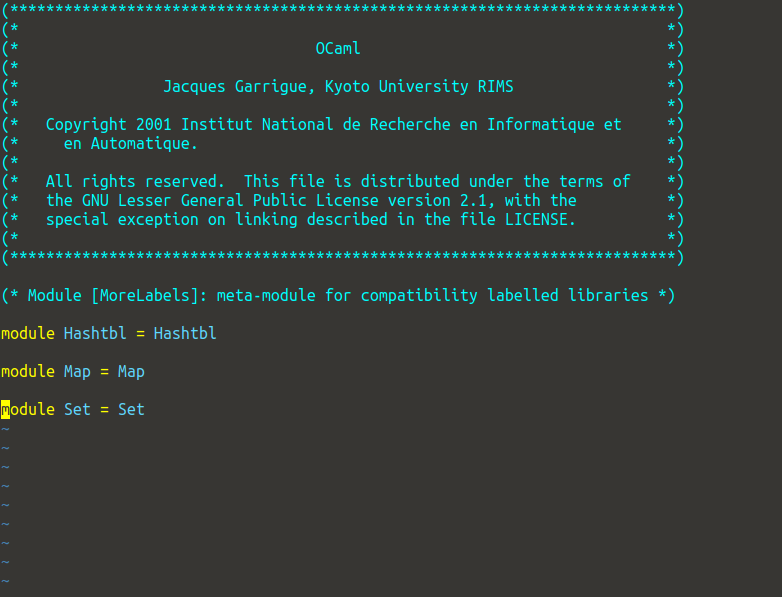 (**************************************************************************)
(*                                                                        *)
(*                                 OCaml                                  *)
(*                                                                        *)
(*                Jacques Garrigue, Kyoto University RIMS                 *)
(*                                                                        *)
(*   Copyright 2001 Institut National de Recherche en Informatique et     *)
(*     en Automatique.                                                    *)
(*                                                                        *)
(*   All rights reserved.  This file is distributed under the terms of    *)
(*   the GNU Lesser General Public License version 2.1, with the          *)
(*   special exception on linking described in the file LICENSE.          *)
(*                                                                        *)
(**************************************************************************)

(* Module [MoreLabels]: meta-module for compatibility labelled libraries *)

module Hashtbl = Hashtbl

module Map = Map

module Set = Set
~
~
~
~
~
~
~
~
~